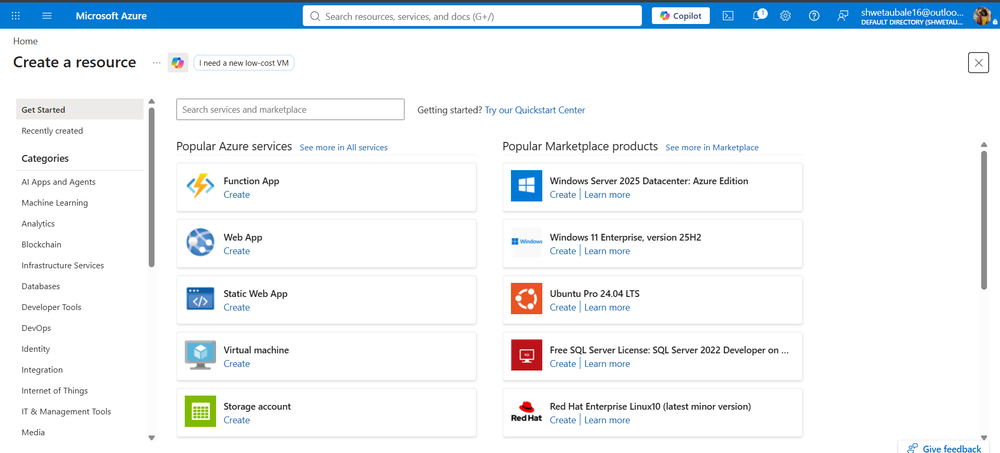 Microsoft Azure
Search resources, services, and docs (G+/)
Copilot
1
shwetaubale16@outloo...
DEFAULT DIRECTORY (SHWETAU...
Home
Create a resource
...
I need a new low-cost VM
Get Started
Recently created
Categories
AI Apps and Agents
Machine Learning
Analytics
Blockchain
Infrastructure Services
Databases
Developer Tools
DevOps
Identity
Integration
Internet of Things
IT & Management Tools
Media
Search services and marketplace
Getting started? Try our Quickstart Center
Popular Azure services See more in All services
Function App
Create
Web App
Create
Static Web App
Create
Virtual machine
Create
Storage account
Create
Popular Marketplace products See more in Marketplace
Windows Server 2025 Datacenter: Azure Edition
Create | Learn more
Windows
Windows 11 Enterprise, version 25H2
Create | Learn more
Ubuntu Pro 24.04 LTS
Create | Learn more
SQL
Free SQL Server License: SQL Server 2022 Developer on ...
Create | Learn more
Red Hat
Red Hat Enterprise Linux10 (latest minor version)
Create | Learn more
Give feedback